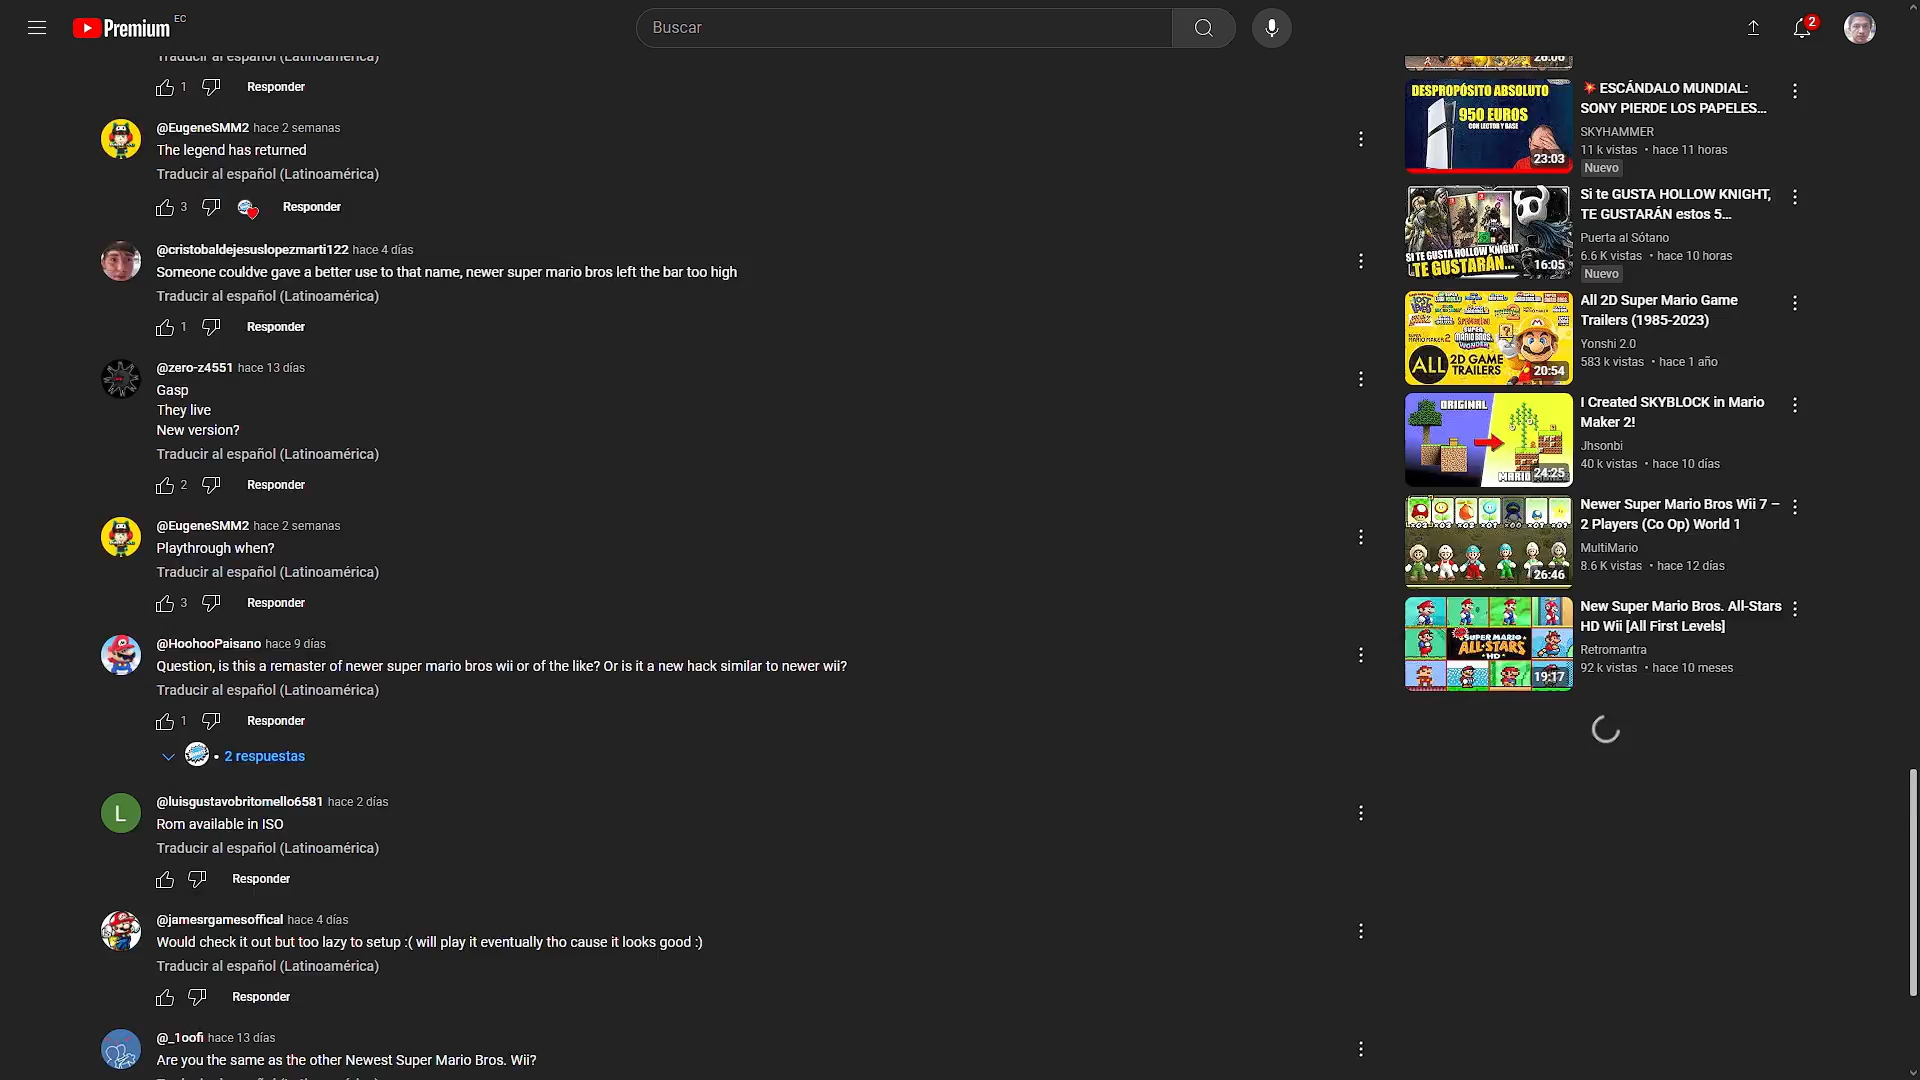 Premium EC
Buscar
2
Traducir al español (Latinoamérica)
1 Responder
@EugeneSMM2 hace 2 semanas
The legend has returned
Traducir al español (Latinoamérica)
3 Responder
@cristobaldejesuslopezmarti122 hace 4 días
Someone couldve gave a better use to that name, newer super mario bros left the bar too high
Traducir al español (Latinoamérica)
1 Responder
@zero-z4551 hace 13 días
Gasp
They live
New version?
Traducir al español (Latinoamérica)
2 Responder
@EugeneSMM2 hace 2 semanas
Playthrough when?
Traducir al español (Latinoamérica)
3 Responder
@HoohooPaisano hace 9 días
Question, is this a remaster of newer super mario bros wii or of the like? Or is it a new hack similar to newer wii?
Traducir al español (Latinoamérica)
1 Responder
• 2 respuestas
L
@luisgustavobritomello6581 hace 2 días
Rom available in ISO
Traducir al español (Latinoamérica)
Responder
@jamesrgamesoffical hace 4 días
Would check it out but too lazy to setup :( will play it eventually tho cause it looks good :)
Traducir al español (Latinoamérica)
Responder
@_1oofi hace 13 días
Are you the same as the other Newest Super Mario Bros. Wii?
26:06
DESPROPÓSITO ABSOLUTO
950 EUROS
CON LECTOR Y BASE
23:03
💥 ESCÁNDALO MUNDIAL:
SONY PIERDE LOS PAPELES...
SKYHAMMER
11 k vistas • hace 11 horas
Nuevo
SI TE GUSTA HOLLOW KNIGHT
TE GUSTARÁN...
16:05
Si te GUSTA HOLLOW KNIGHT,
TE GUSTARÁN estos 5...
Puerta al Sótano
6.6 K vistas • hace 10 horas
Nuevo
ALL 2D GAME
TRAILERS
20:54
All 2D Super Mario Game
Trailers (1985-2023)
Yonshi 2.0
583 k vistas • hace 1 año
ORIGINAL
24:25
I Created SKYBLOCK in Mario
Maker 2!
Jhsonbi
40 k vistas • hace 10 días
26:46
Newer Super Mario Bros Wii 7 –
2 Players (Co Op) World 1
MultiMario
8.6 K vistas • hace 12 días
SUPER MARIO
ALL-STARS
HD
19:17
New Super Mario Bros. All-Stars
HD Wii [All First Levels]
Retromantra
92 k vistas • hace 10 meses